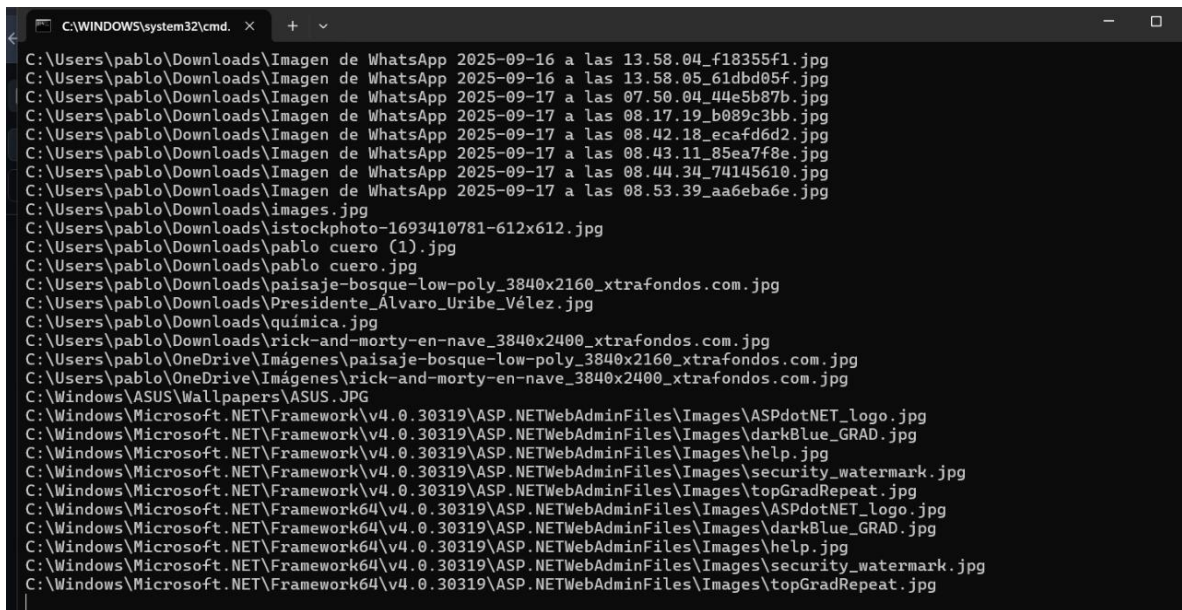 C:\WINDOWS\system32\cmd.
C:\Users\pablo\Downloads\Imagen de WhatsApp 2025-09-16 a las 13.58.04_f18355f1.jpg
C:\Users\pablo\Downloads\Imagen de WhatsApp 2025-09-16 a las 13.58.05_61dbd05f.jpg
C:\Users\pablo\Downloads\Imagen de WhatsApp 2025-09-17 a las 07.50.04_44e5b87b.jpg
C:\Users\pablo\Downloads\Imagen de WhatsApp 2025-09-17 a las 08.17.19_b089c3bb.jpg
C:\Users\pablo\Downloads\Imagen de WhatsApp 2025-09-17 a las 08.42.18_ecafd6d2.jpg
C:\Users\pablo\Downloads\Imagen de WhatsApp 2025-09-17 a las 08.43.11_85ea7f8e.jpg
C:\Users\pablo\Downloads\Imagen de WhatsApp 2025-09-17 a las 08.44.34_74145610.jpg
C:\Users\pablo\Downloads\Imagen de WhatsApp 2025-09-17 a las 08.53.39_aa6eba6e.jpg
C:\Users\pablo\Downloads\images.jpg
C:\Users\pablo\Downloads\istockphoto-1693410781-612x612.jpg
C:\Users\pablo\Downloads\pablo cuero (1).jpg
C:\Users\pablo\Downloads\pablo cuero.jpg
C:\Users\pablo\Downloads\paisaje-bosque-low-poly_3840x2160_xtrafondos.com.jpg
C:\Users\pablo\Downloads\Presidente_Álvaro_Uribe_Vélez.jpg
C:\Users\pablo\Downloads\química.jpg
C:\Users\pablo\Downloads\rick-and-morty-en-nave_3840x2400_xtrafondos.com.jpg
C:\Users\pablo\OneDrive\Imágenes\paisaje-bosque-low-poly_3840x2160_xtrafondos.com.jpg
C:\Users\pablo\OneDrive\Imágenes\rick-and-morty-en-nave_3840x2400_xtrafondos.com.jpg
C:\Windows\ASUS\Wallpapers\ASUS.JPG
C:\Windows\Microsoft.NET\Framework\v4.0.30319\ASP.NETWebAdminFiles\Images\ASPdotNET_logo.jpg
C:\Windows\Microsoft.NET\Framework\v4.0.30319\ASP.NETWebAdminFiles\Images\darkBlue_GRAD.jpg
C:\Windows\Microsoft.NET\Framework\v4.0.30319\ASP.NETWebAdminFiles\Images\help.jpg
C:\Windows\Microsoft.NET\Framework\v4.0.30319\ASP.NETWebAdminFiles\Images\security_watermark.jpg
C:\Windows\Microsoft.NET\Framework\v4.0.30319\ASP.NETWebAdminFiles\Images\topGradRepeat.jpg
C:\Windows\Microsoft.NET\Framework64\v4.0.30319\ASP.NETWebAdminFiles\Images\ASPdotNET_logo.jpg
C:\Windows\Microsoft.NET\Framework64\v4.0.30319\ASP.NETWebAdminFiles\Images\darkBlue_GRAD.jpg
C:\Windows\Microsoft.NET\Framework64\v4.0.30319\ASP.NETWebAdminFiles\Images\help.jpg
C:\Windows\Microsoft.NET\Framework64\v4.0.30319\ASP.NETWebAdminFiles\Images\security_watermark.jpg
C:\Windows\Microsoft.NET\Framework64\v4.0.30319\ASP.NETWebAdminFiles\Images\topGradRepeat.jpg